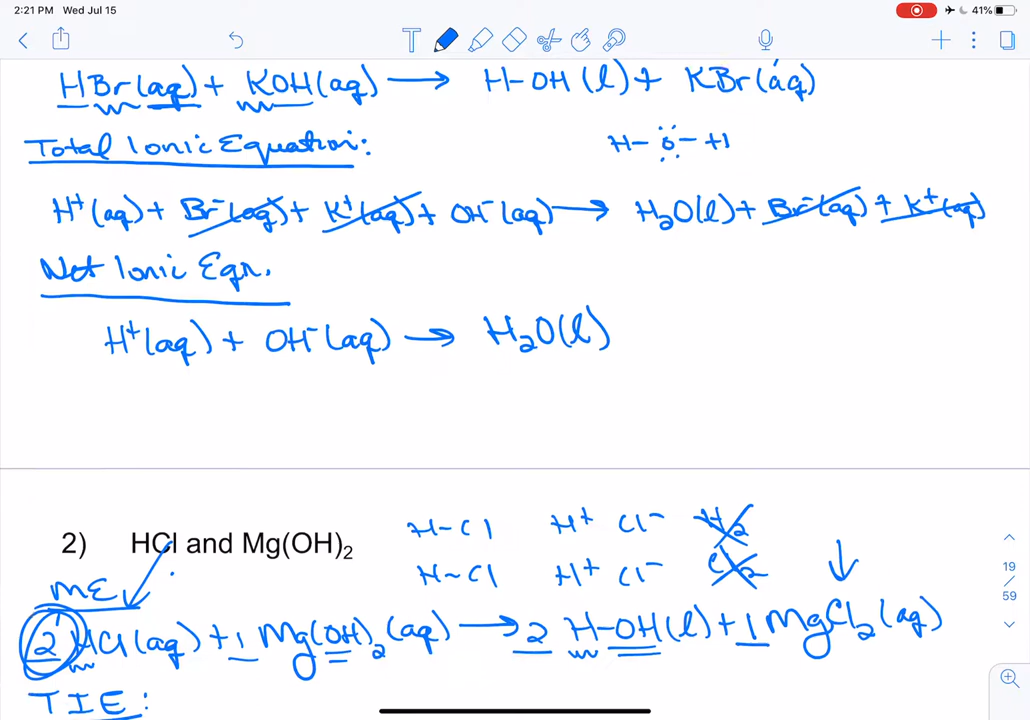 2:21 PM Wed Jul 15
41%
HBr(aq) + KOH(aq) → H-OH (l) + KBr(aq)
Total Ionic Equation:
H-O-H
H⁺(aq) + Br⁻(aq) + K⁺(aq) + OH⁻(aq) → H₂O(l) + Br⁻(aq) + K⁺(aq)
Net Ionic Eqn.
H⁺(aq) + OH⁻(aq) → H₂O(l)
H-Cl H⁺ Cl⁻ H₂
2) HCl and Mg(OH)₂
H-Cl H⁺ Cl⁻ Cl₂
ME
2 HCl(aq) + 1 Mg(OH)₂(aq) → 2 H-OH(l) + 1 MgCl₂(aq)
TIE:
19
59